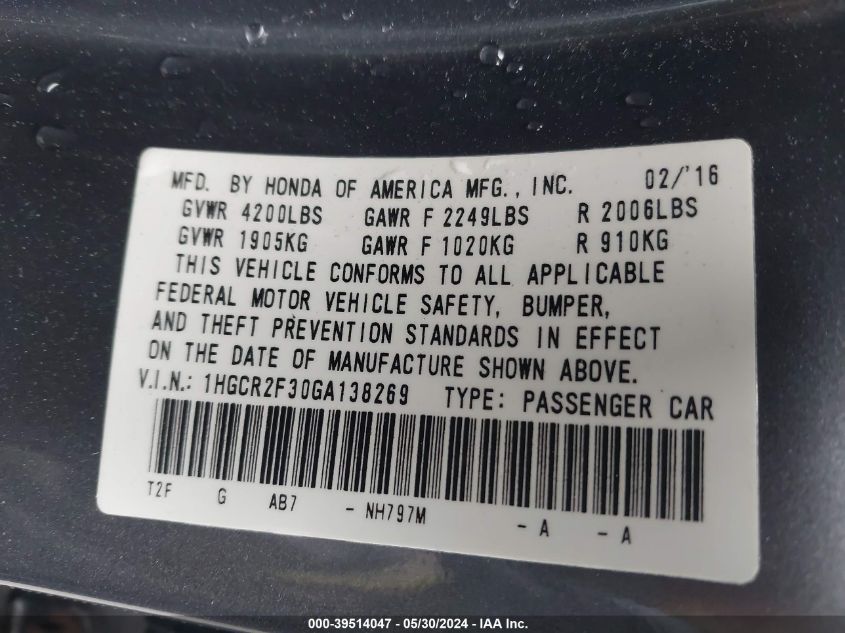 MFD. BY HONDA OF AMERICA MFG., INC. 02/'16
GVWR 4200LBS GAWR F 2249LBS R 2006LBS
GVWR 1905KG GAWR F 1020KG R 910KG
THIS VEHICLE CONFORMS TO ALL APPLICABLE
FEDERAL MOTOR VEHICLE SAFETY, BUMPER,
AND THEFT PREVENTION STANDARDS IN EFFECT
ON THE DATE OF MANUFACTURE SHOWN ABOVE.
V.I.N.: 1HGCR2F30GA138269 TYPE: PASSENGER CAR
T2F G AB7 - NH797M - A - A
000-39514047 - 05/30/2024 - IAA Inc.